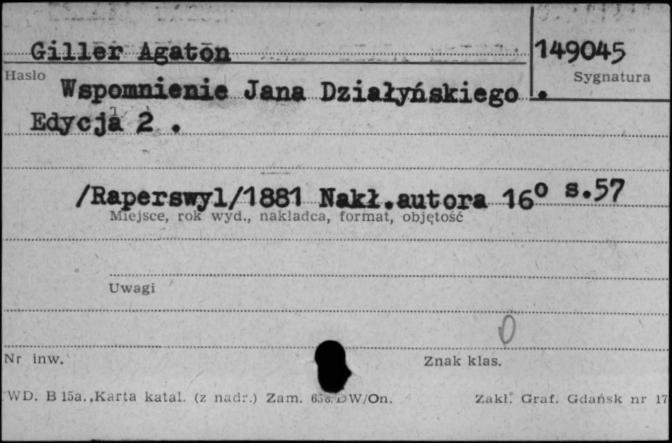 Giller Agaton 149045
Hasło Sygnatura
Wspomnienie Jana Działyńskiego .
Edycja 2 .
/Raperswyl/1881 Nakł.autora 16⁰ s.57
Miejsce, rok wyd., nakładca, format, objętość
Uwagi
0
Nr inw. Znak klas.
WD. B 15a. Karta katal. (z nadr.) Zam. W/On. Zakł. Graf. Gdańsk nr 17